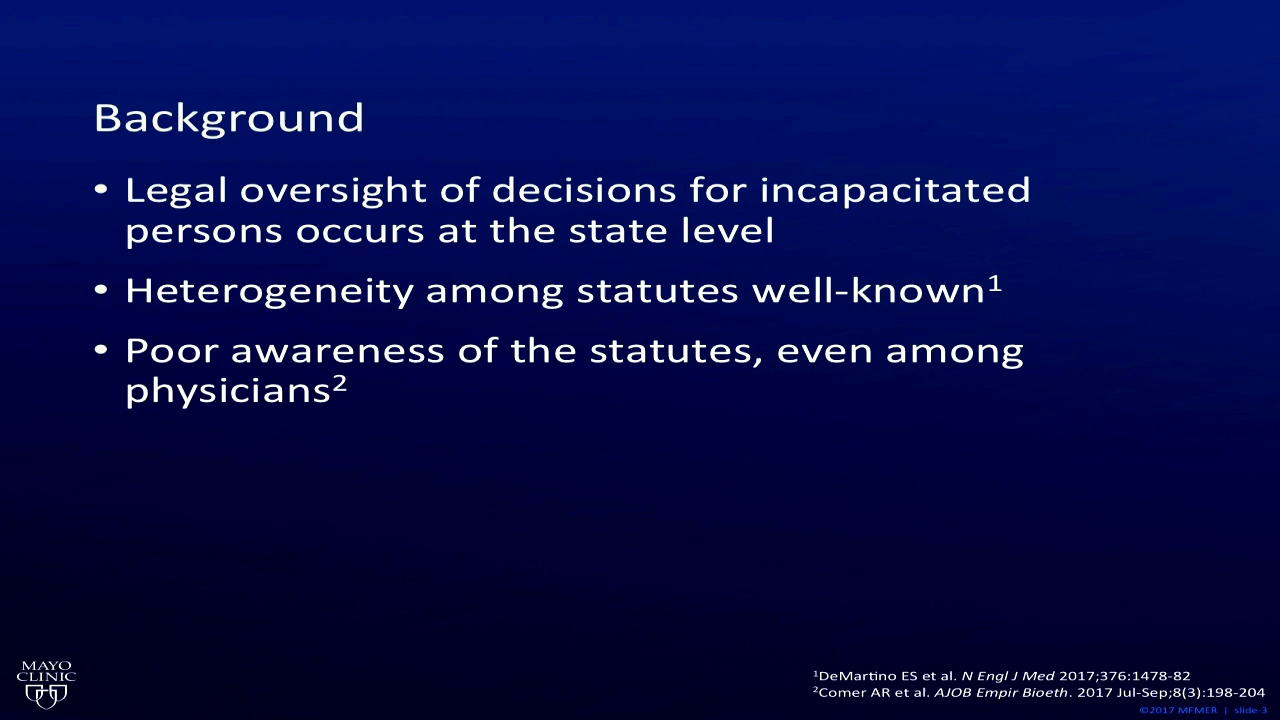 Background
• Legal oversight of decisions for incapacitated
persons occurs at the state level
• Heterogeneity among statutes well-known¹
• Poor awareness of the statutes, even among
physicians²
MAYO
CLINIC
¹DeMartino ES et al. N Engl J Med 2017;376:1478-82
²Comer AR et al. AJOB Empir Bioeth. 2017 Jul-Sep;8(3):198-204
©2017 MFMER | slide-3